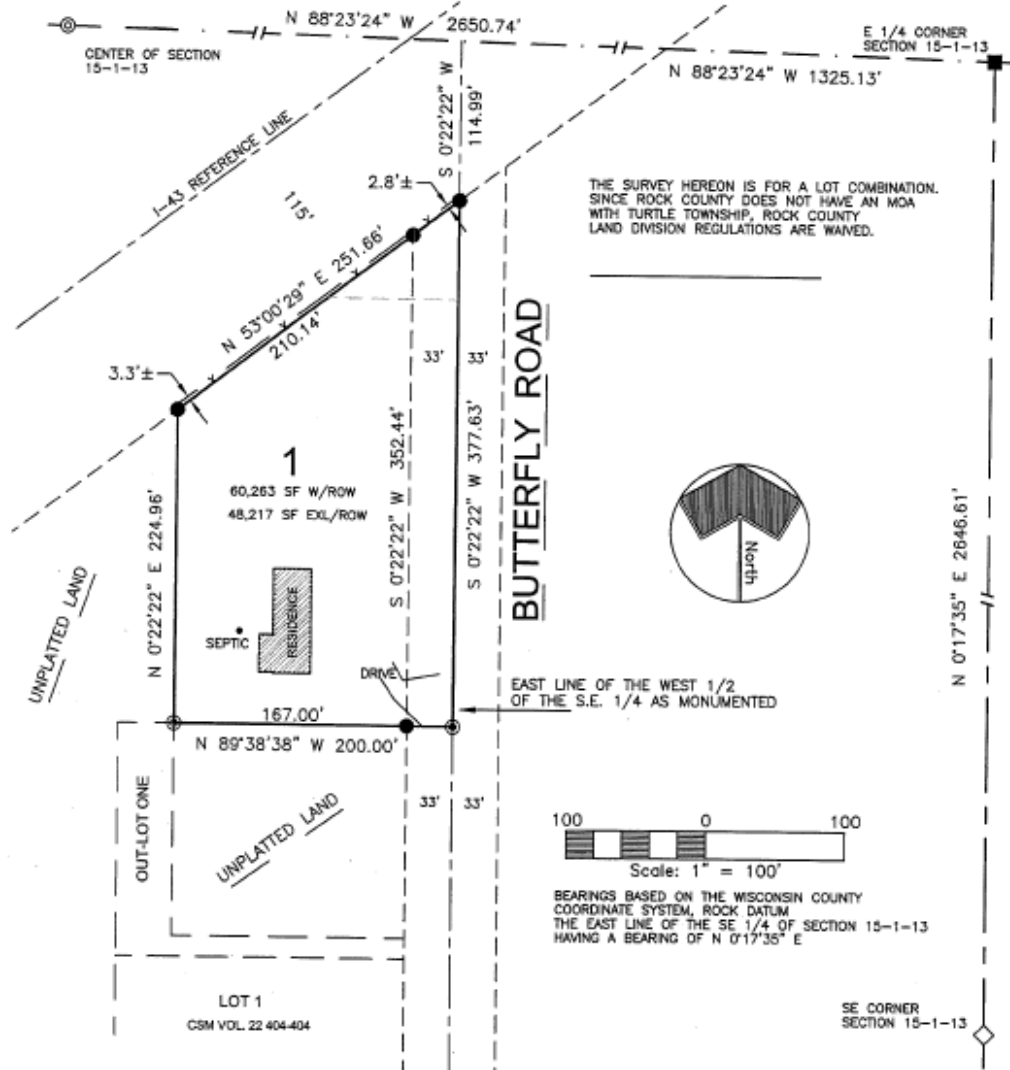 N 88°23'24" W 2650.74'
CENTER OF SECTION
15-1-13
E 1/4 CORNER
SECTION 15-1-13
N 88°23'24" W 1325.13'
S 0°22'22" W
114.99'
I-43 REFERENCE LINE
115'
2.8'±
THE SURVEY HEREON IS FOR A LOT COMBINATION.
SINCE ROCK COUNTY DOES NOT HAVE AN MOA
WITH TURTLE TOWNSHIP, ROCK COUNTY
LAND DIVISION REGULATIONS ARE WAIVED.
N 53°00'29" E 251.66'
210.14'
3.3'±
33'
33'
BUTTERFLY ROAD
1
60,263 SF W/ROW
48,217 SF EXL/ROW
S 0°22'22" W 352.44'
S 0°22'22" W 377.63'
N 0°22'22" E 224.96'
UNPLATTED LAND
SEPTIC
RESIDENCE
DRIVE
North
N 0°17'35" E 2646.61'
EAST LINE OF THE WEST 1/2
OF THE S.E. 1/4 AS MONUMENTED
167.00'
N 89°38'38" W 200.00'
OUT-LOT ONE
UNPLATTED LAND
33'
33'
100 0 100
Scale: 1" = 100'
BEARINGS BASED ON THE WISCONSIN COUNTY
COORDINATE SYSTEM, ROCK DATUM
THE EAST LINE OF THE SE 1/4 OF SECTION 15-1-13
HAVING A BEARING OF N 0°17'35" E
LOT 1
CSM VOL. 22 404-404
SE CORNER
SECTION 15-1-13